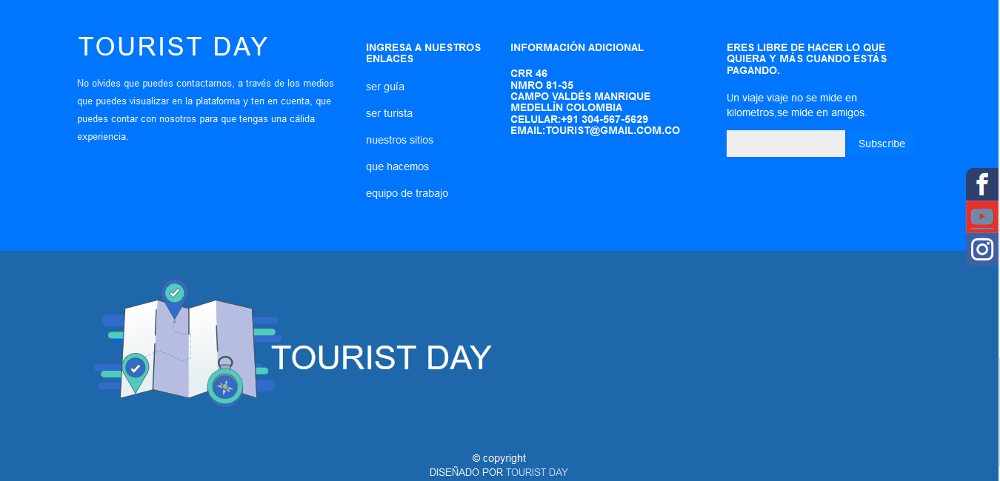 TOURIST DAY
No olvides que puedes contactarnos, a través de los medios
que puedes visualizar en la plataforma y ten en cuenta, que
puedes contar con nosotros para que tengas una cálida
experiencia.
INGRESA A NUESTROS
ENLACES
ser guía
ser turista
nuestros sitios
que hacemos
equipo de trabajo
INFORMACIÓN ADICIONAL
CRR 46
NMRO 81-35
CAMPO VALDÉS MANRIQUE
MEDELLÍN COLOMBIA
CELULAR:+91 304-567-5629
EMAIL:TOURIST@GMAIL.COM.CO
ERES LIBRE DE HACER LO QUE
QUIERA Y MÁS CUANDO ESTÁS
PAGANDO.
Un viaje viaje no se mide en
kilometros,se mide en amigos.
Subscribe
TOURIST DAY
© copyright
DISEÑADO POR TOURIST DAY